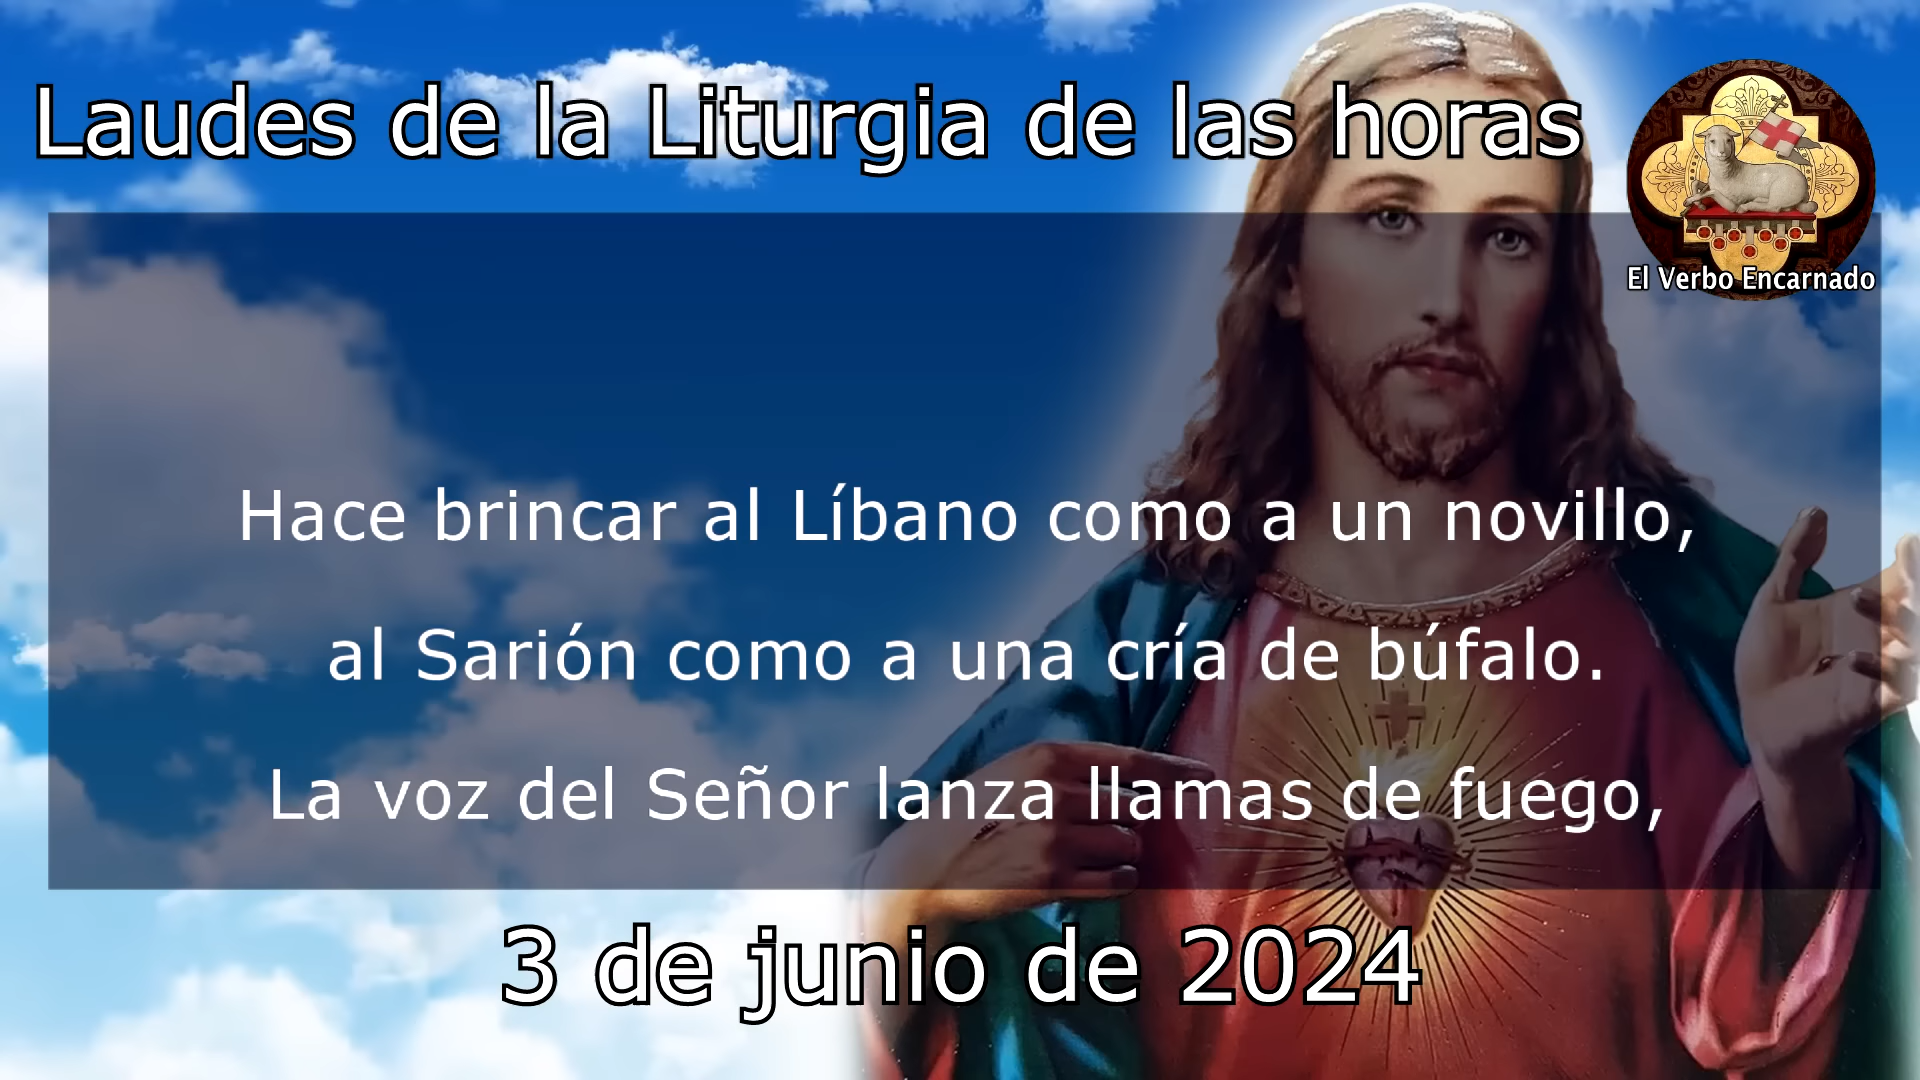 Laudes de la Liturgia de las horas
El Verbo Encarnado
Hace brincar al Líbano como a un novillo,
al Sarión como a una cría de búfalo.
La voz del Señor lanza llamas de fuego,
3 de junio de 2024